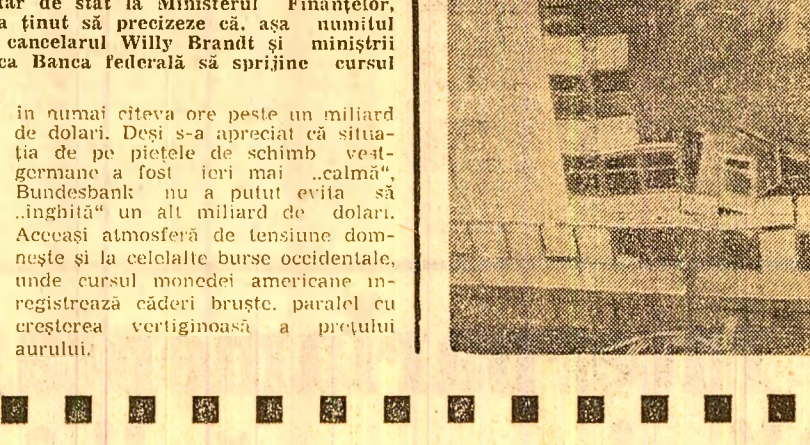 tar de stat la Ministerul Finanțelor,
a ținut să precizeze că, așa numitul
cancelarul Willy Brandt și miniștrii
ca Banca federală să sprijine cursul
in numai cîteva ore peste un miliard
de dolari. Deși s-a apreciat că situa-
ția de pe piețele de schimb vest-
germane a fost ieri mai „calmă“,
Bundesbank nu a putut evita să
„inghită“ un alt miliard de dolari.
Aceeași atmosferă de tensiune dom-
nește și la celelalte burse occidentale,
unde cursul monedei americane în-
registrează căderi bruște, paralel cu
creșterea vertiginoasă a prețului
aurului.